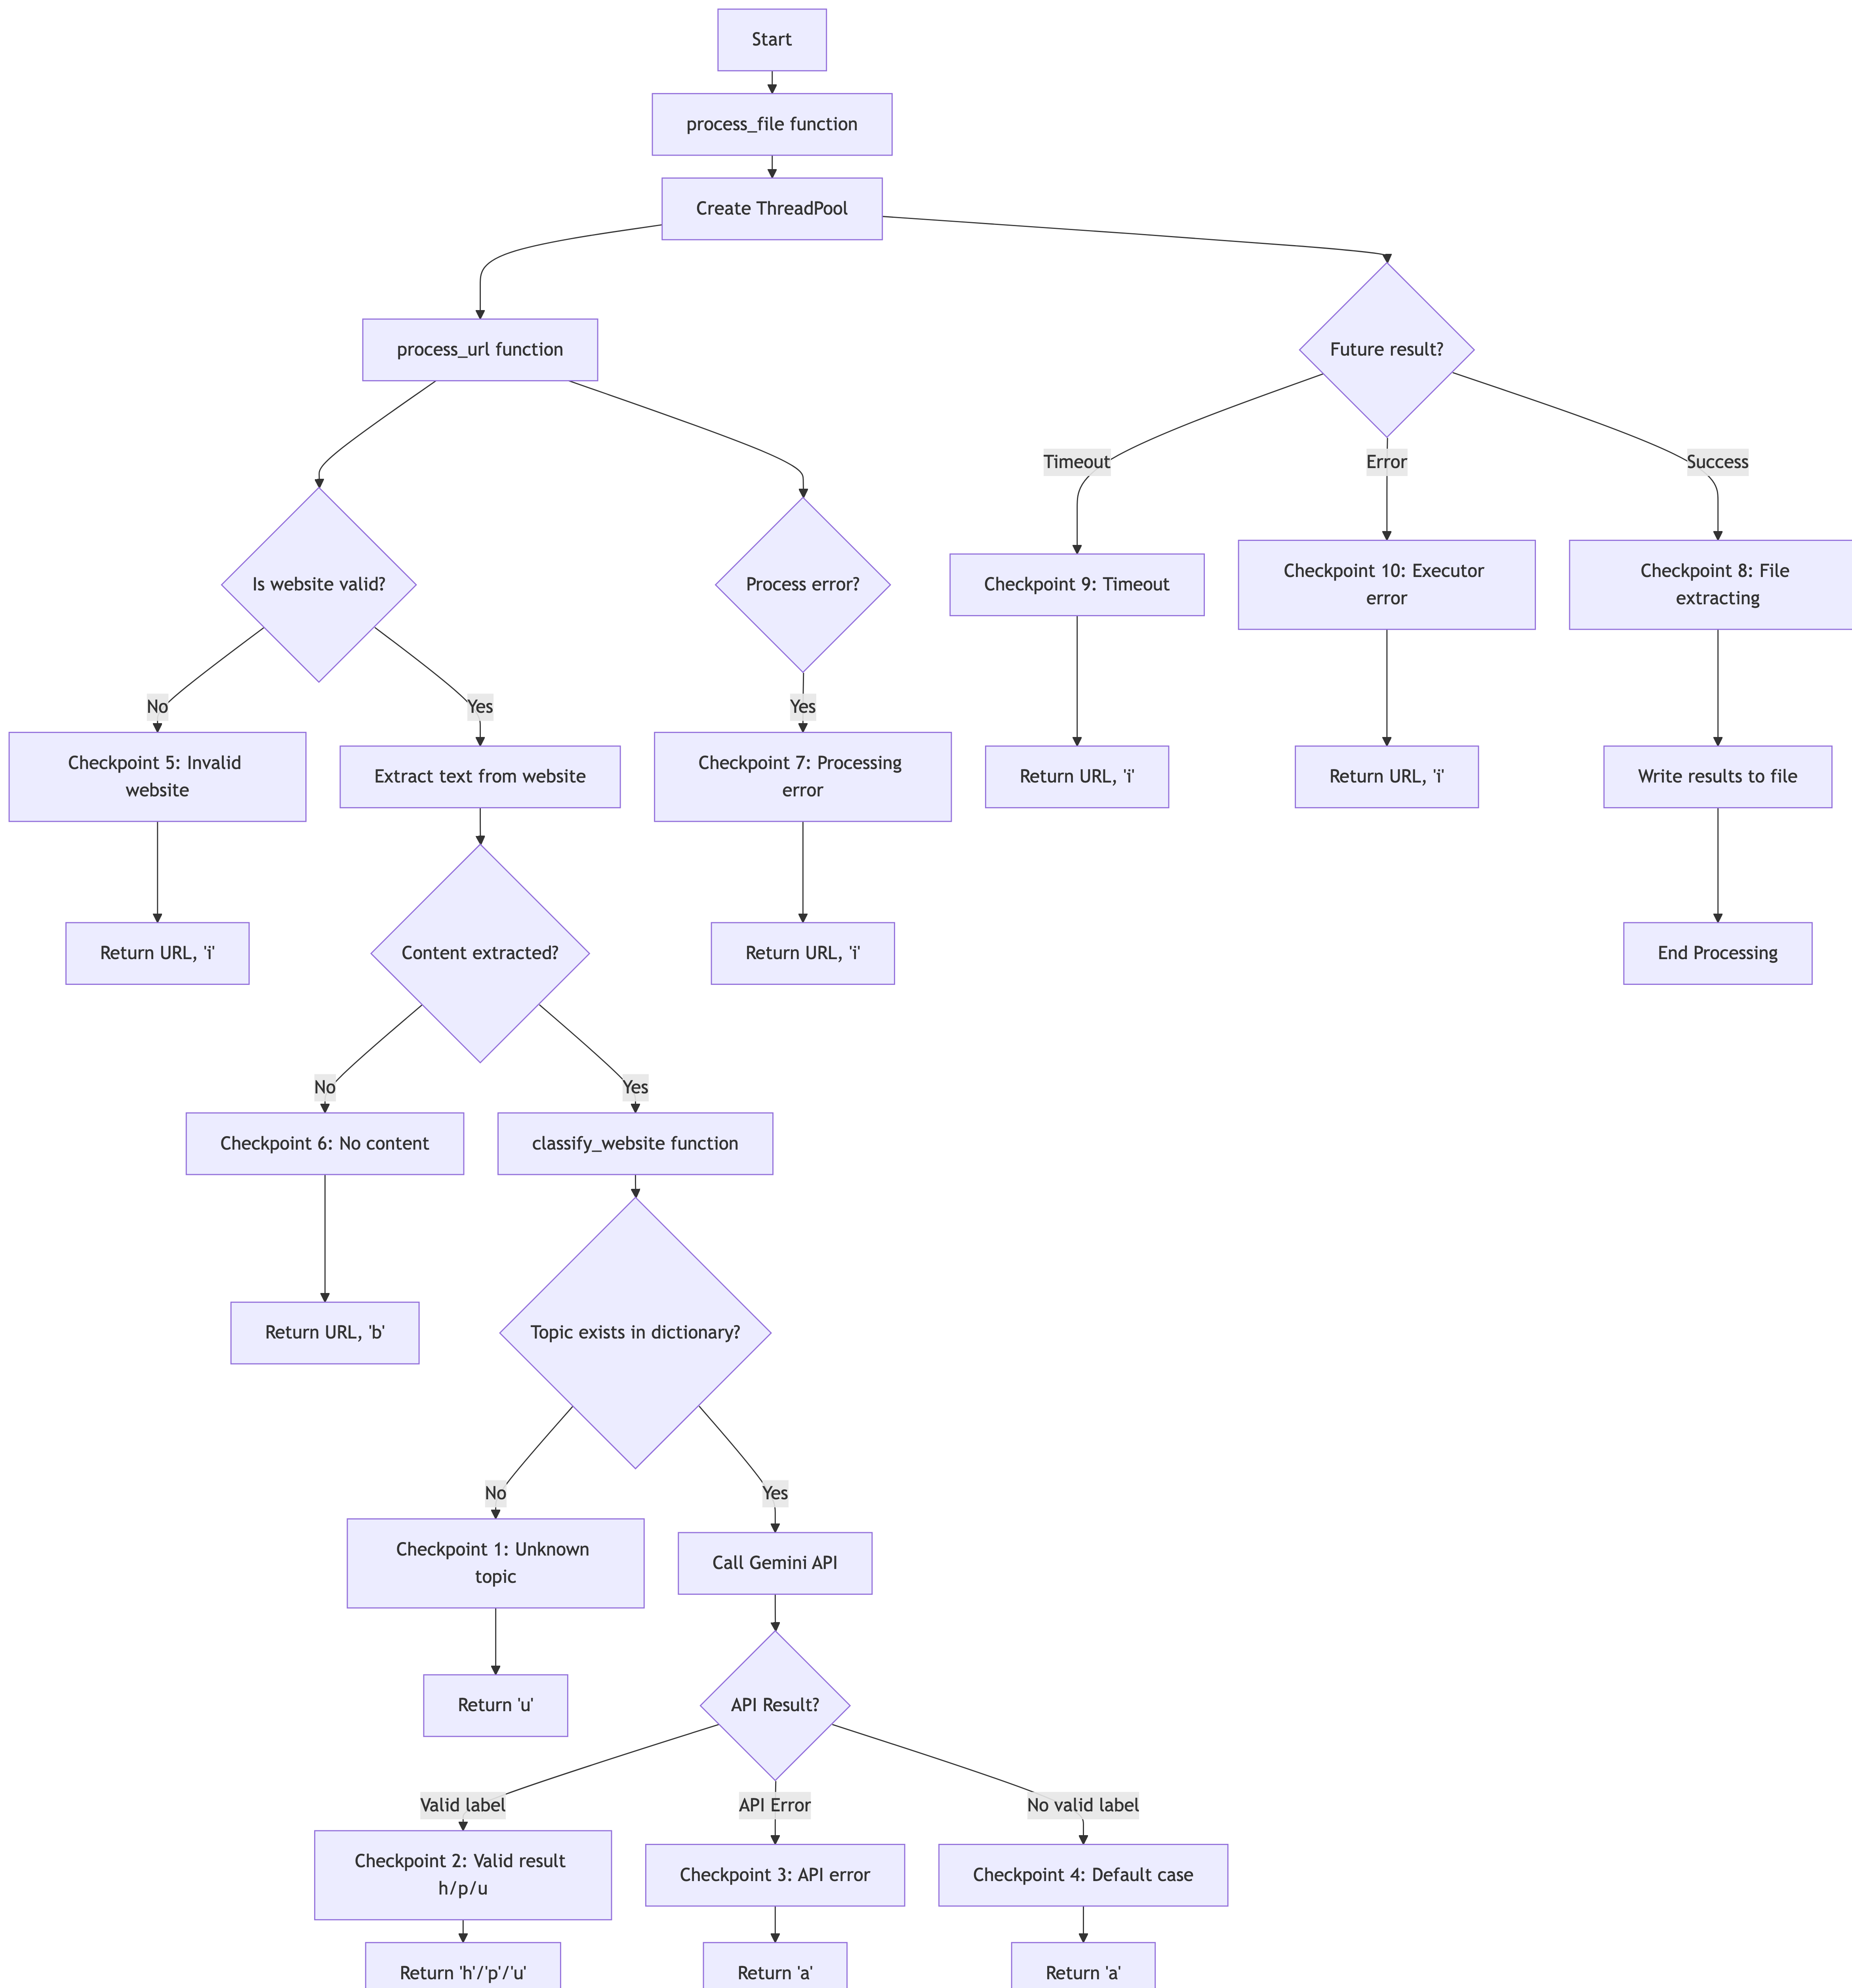 Start
process_file function
Create ThreadPool
process_url function
Future result?
Timeout
Error
Success
Is website valid?
Process error?
Checkpoint 9: Timeout
Checkpoint 10: Executor
error
Checkpoint 8: File
extracting
No
Yes
Yes
Checkpoint 5: Invalid
website
Extract text from website
Checkpoint 7: Processing
error
Return URL, 'i'
Return URL, 'i'
Write results to file
Return URL, 'i'
Content extracted?
Return URL, 'i'
End Processing
No
Yes
Checkpoint 6: No content
classify_website function
Return URL, 'b'
Topic exists in dictionary?
No
Yes
Checkpoint 1: Unknown
topic
Call Gemini API
Return 'u'
API Result?
Valid label
API Error
No valid label
Checkpoint 2: Valid result
h/p/u
Checkpoint 3: API error
Checkpoint 4: Default case
Return 'h'/'p'/'u'
Return 'a'
Return 'a'